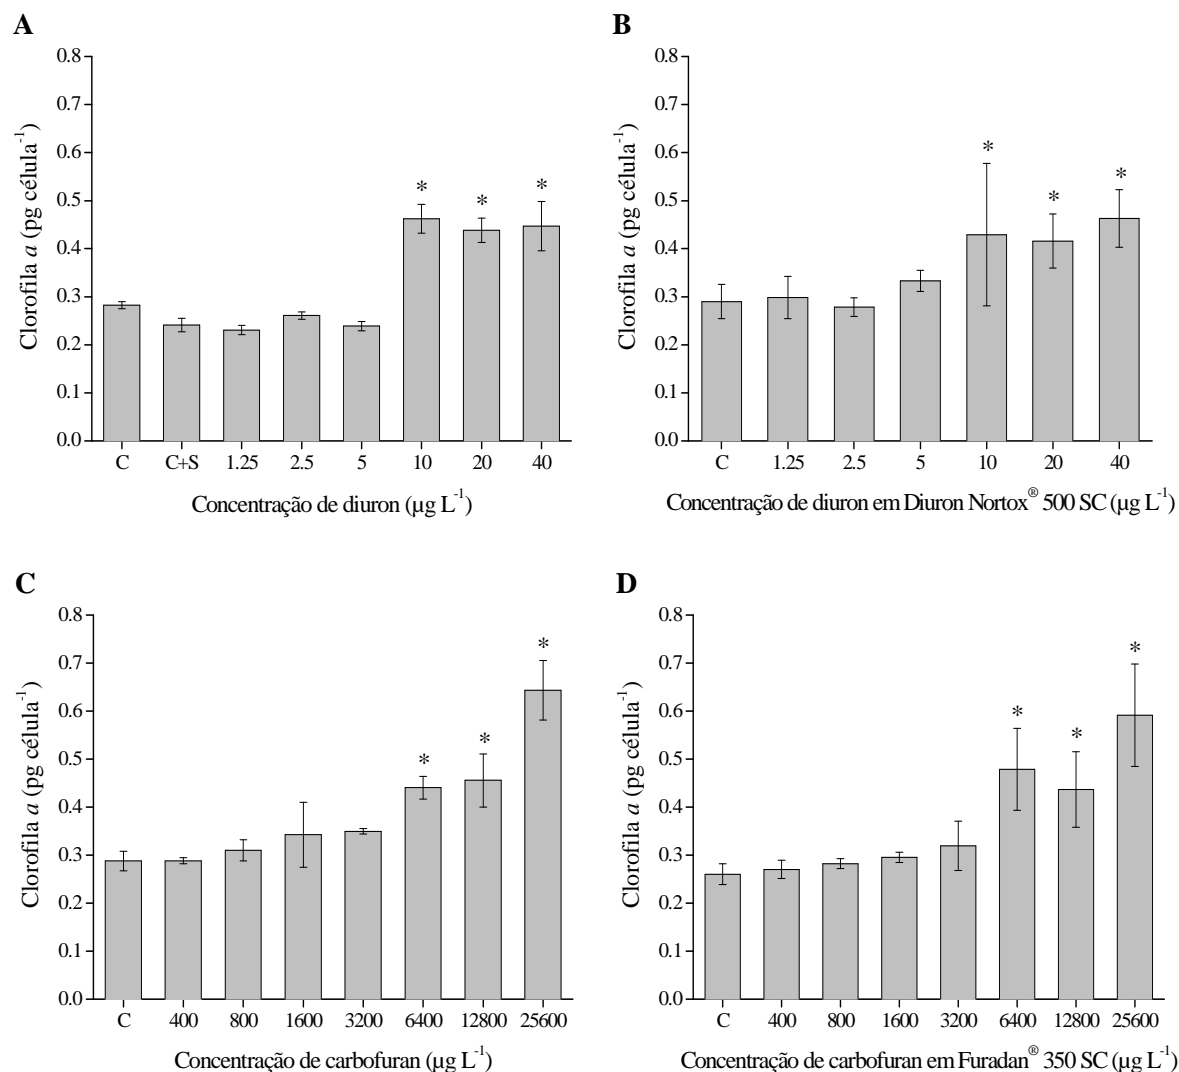 A
0.8
0.7
0.6
0.5
0.4
0.3
0.2
0.1
0.0
Clorofila a (pg célula⁻¹)
* * *
C C+S 1.25 2.5 5 10 20 40
Concentração de diuron (µg L⁻¹)
B
0.8
0.7
0.6
0.5
0.4
0.3
0.2
0.1
0.0
Clorofila a (pg célula⁻¹)
* * *
C 1.25 2.5 5 10 20 40
Concentração de diuron em Diuron Nortox® 500 SC (µg L⁻¹)
C
0.8
0.7
0.6
0.5
0.4
0.3
0.2
0.1
0.0
Clorofila a (pg célula⁻¹)
* * *
C 400 800 1600 3200 6400 12800 25600
Concentração de carbofuran (µg L⁻¹)
D
0.8
0.7
0.6
0.5
0.4
0.3
0.2
0.1
0.0
Clorofila a (pg célula⁻¹)
* * *
C 400 800 1600 3200 6400 12800 25600
Concentração de carbofuran em Furadan® 350 SC (µg L⁻¹)